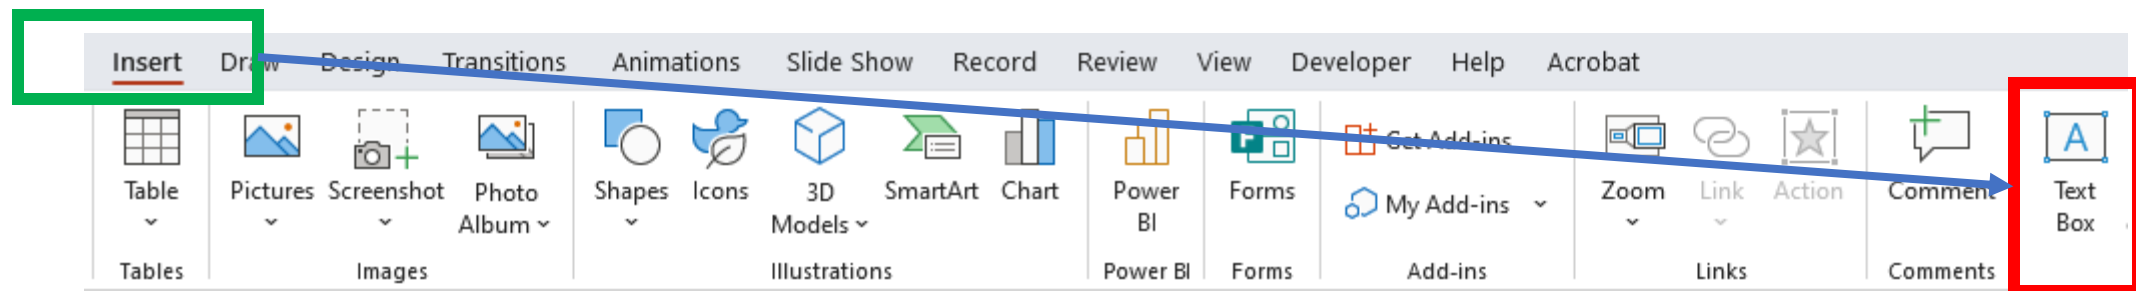 Insert Draw Design Transitions Animations Slide Show Record Review View Developer Help Acrobat
Table
Pictures
Screenshot
Photo
Album
Shapes
Icons
3D
Models
SmartArt
Chart
Power
BI
Forms
Get Add-ins
My Add-ins
Zoom
Link
Action
Comment
A
Text
Box
Tables Images Illustrations Power BI Forms Add-ins Links Comments